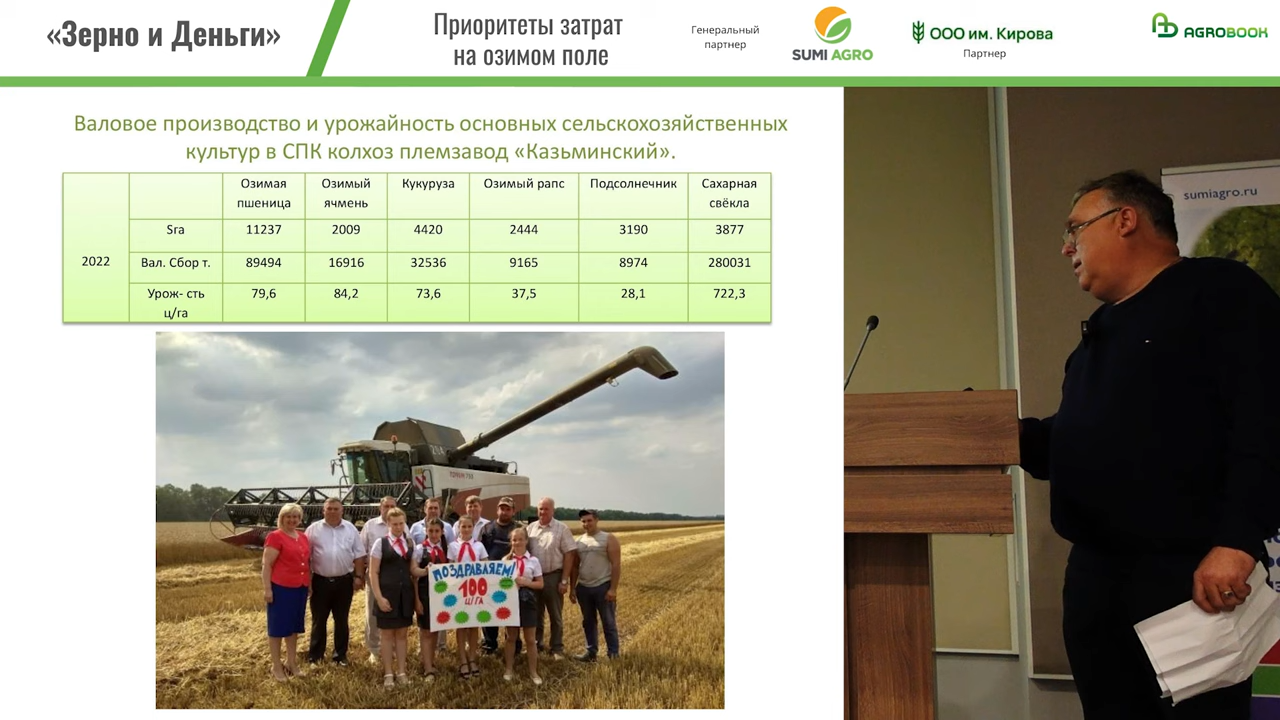 «Зерно и Деньги»
Приоритеты затрат
на озимом поле
Генеральный
партнер
SUMI AGRO
ООО им. Кирова
Партнер
AGROBOOK
Валовое производство и урожайность основных сельскохозяйственных
культур в СПК колхоз племзавод «Казьминский».
2022
Озимая пшеница
Озимый ячмень
Кукуруза
Озимый рапс
Подсолнечник
Сахарная свёкла
Sга 11237 2009 4420 2444 3190 3877
Вал. Сбор т. 89494 16916 32536 9165 8974 280031
Урож- сть ц/га 79,6 84,2 73,6 37,5 28,1 722,3
ПОЗДРАВЛЯЕМ!
100
Ц/ГА
sumiagro.ru